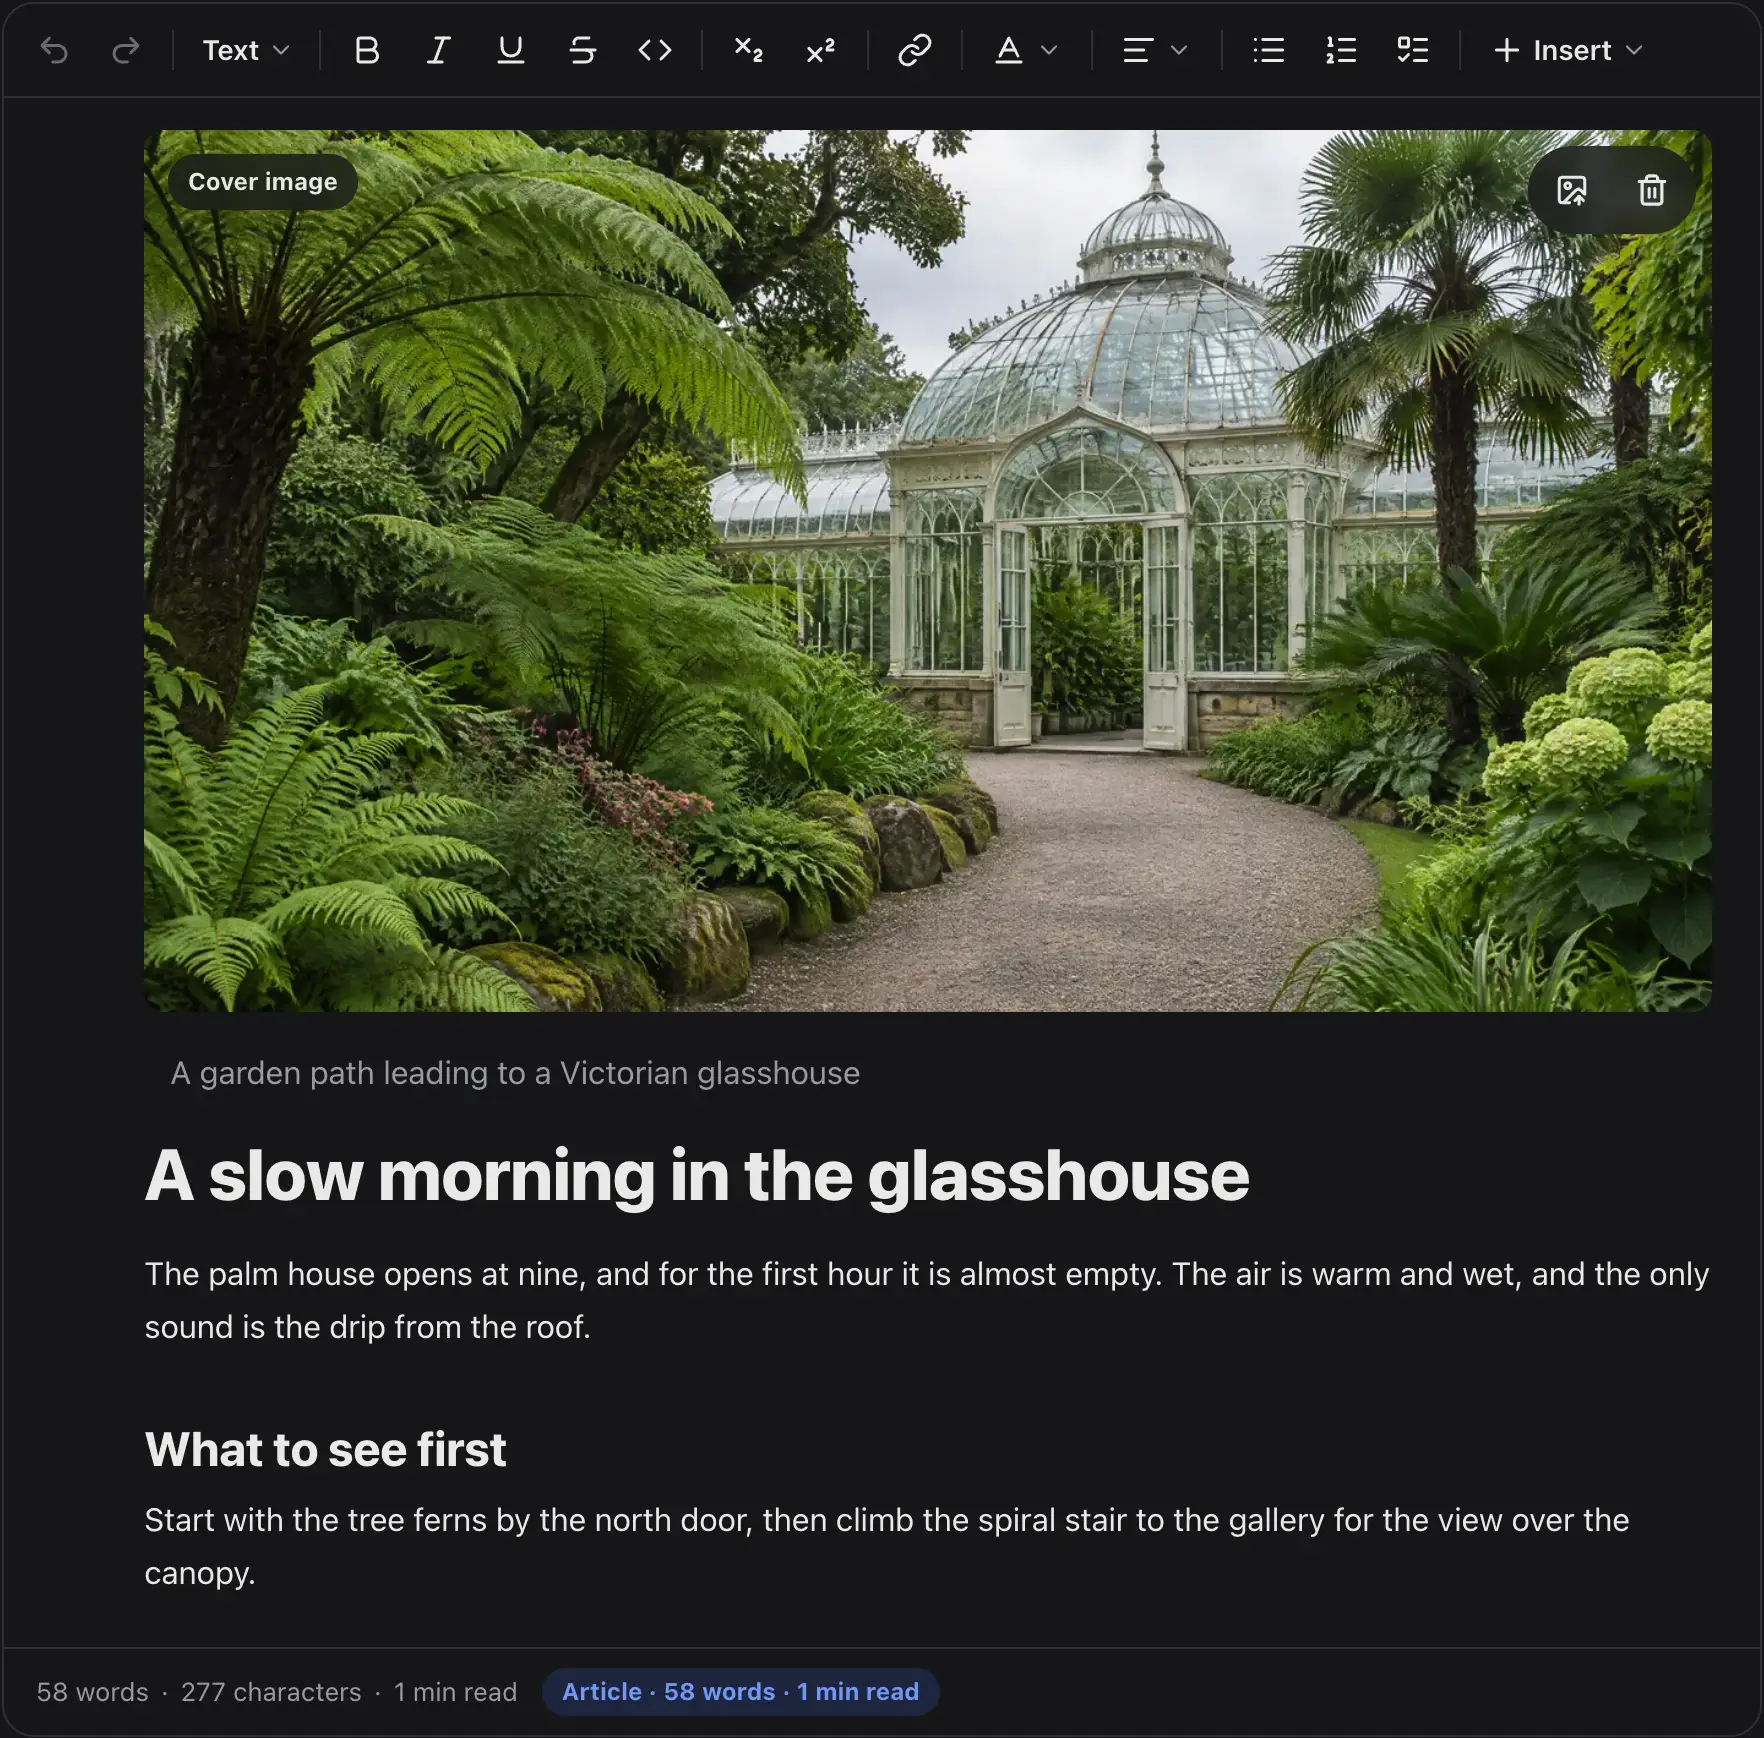 Text
Insert
Cover image
A garden path leading to a Victorian glasshouse
A slow morning in the glasshouse
The palm house opens at nine, and for the first hour it is almost empty. The air is warm and wet, and the only
sound is the drip from the roof.
What to see first
Start with the tree ferns by the north door, then climb the spiral stair to the gallery for the view over the
canopy.
58 words · 277 characters · 1 min read
Article · 58 words · 1 min read